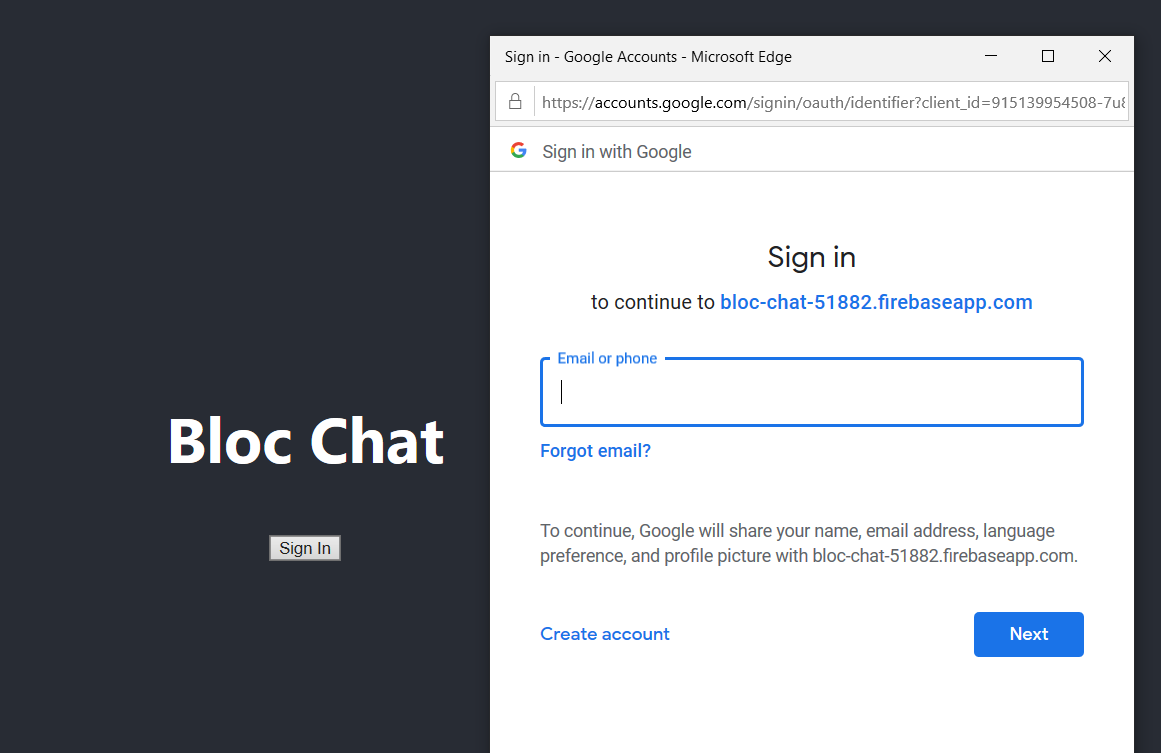 Sign in - Google Accounts - Microsoft Edge
https://accounts.google.com/signin/oauth/identifier?client_id=915139954508-7u8
Sign in with Google
Sign in
to continue to bloc-chat-51882.firebaseapp.com
Email or phone
Forgot email?
To continue, Google will share your name, email address, language
preference, and profile picture with bloc-chat-51882.firebaseapp.com.
Create account
Next
Bloc Chat
Sign In